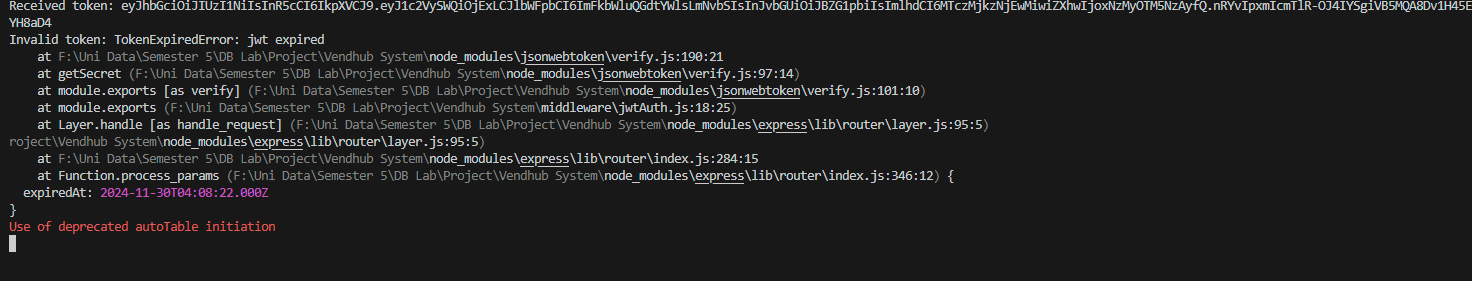 Received token: eyJhbGciOiJIUzI1NiIsInR5cCI6IkpXVCJ9.eyJ1c2VySWQiOjExLCJlbWFpbCI6ImFkbWluQGdtYWlsLmNvbSIsInJvbGUiOiJBZG1pbiIsImlhdCI6MTczMjkzNjEwMiwiZXhwIjoxNzMyOTM5NzAyfQ.nRYvIpxmIcmTlR-OJ4IYSgiVB5MQA8Dv1H45E
YH8aD4
Invalid token: TokenExpiredError: jwt expired
at F:\Uni Data\Semester 5\DB Lab\Project\Vendhub System\node_modules\jsonwebtoken\verify.js:190:21
at getSecret (F:\Uni Data\Semester 5\DB Lab\Project\Vendhub System\node_modules\jsonwebtoken\verify.js:97:14)
at module.exports [as verify] (F:\Uni Data\Semester 5\DB Lab\Project\Vendhub System\node_modules\jsonwebtoken\verify.js:101:10)
at module.exports (F:\Uni Data\Semester 5\DB Lab\Project\Vendhub System\middleware\jwtAuth.js:18:25)
at Layer.handle [as handle_request] (F:\Uni Data\Semester 5\DB Lab\Project\Vendhub System\node_modules\express\lib\router\layer.js:95:5)
roject\Vendhub System\node_modules\express\lib\router\layer.js:95:5)
at F:\Uni Data\Semester 5\DB Lab\Project\Vendhub System\node_modules\express\lib\router\index.js:284:15
at Function.process_params (F:\Uni Data\Semester 5\DB Lab\Project\Vendhub System\node_modules\express\lib\router\index.js:346:12) {
expiredAt: 2024-11-30T04:08:22.000Z
}
Use of deprecated autoTable initiation